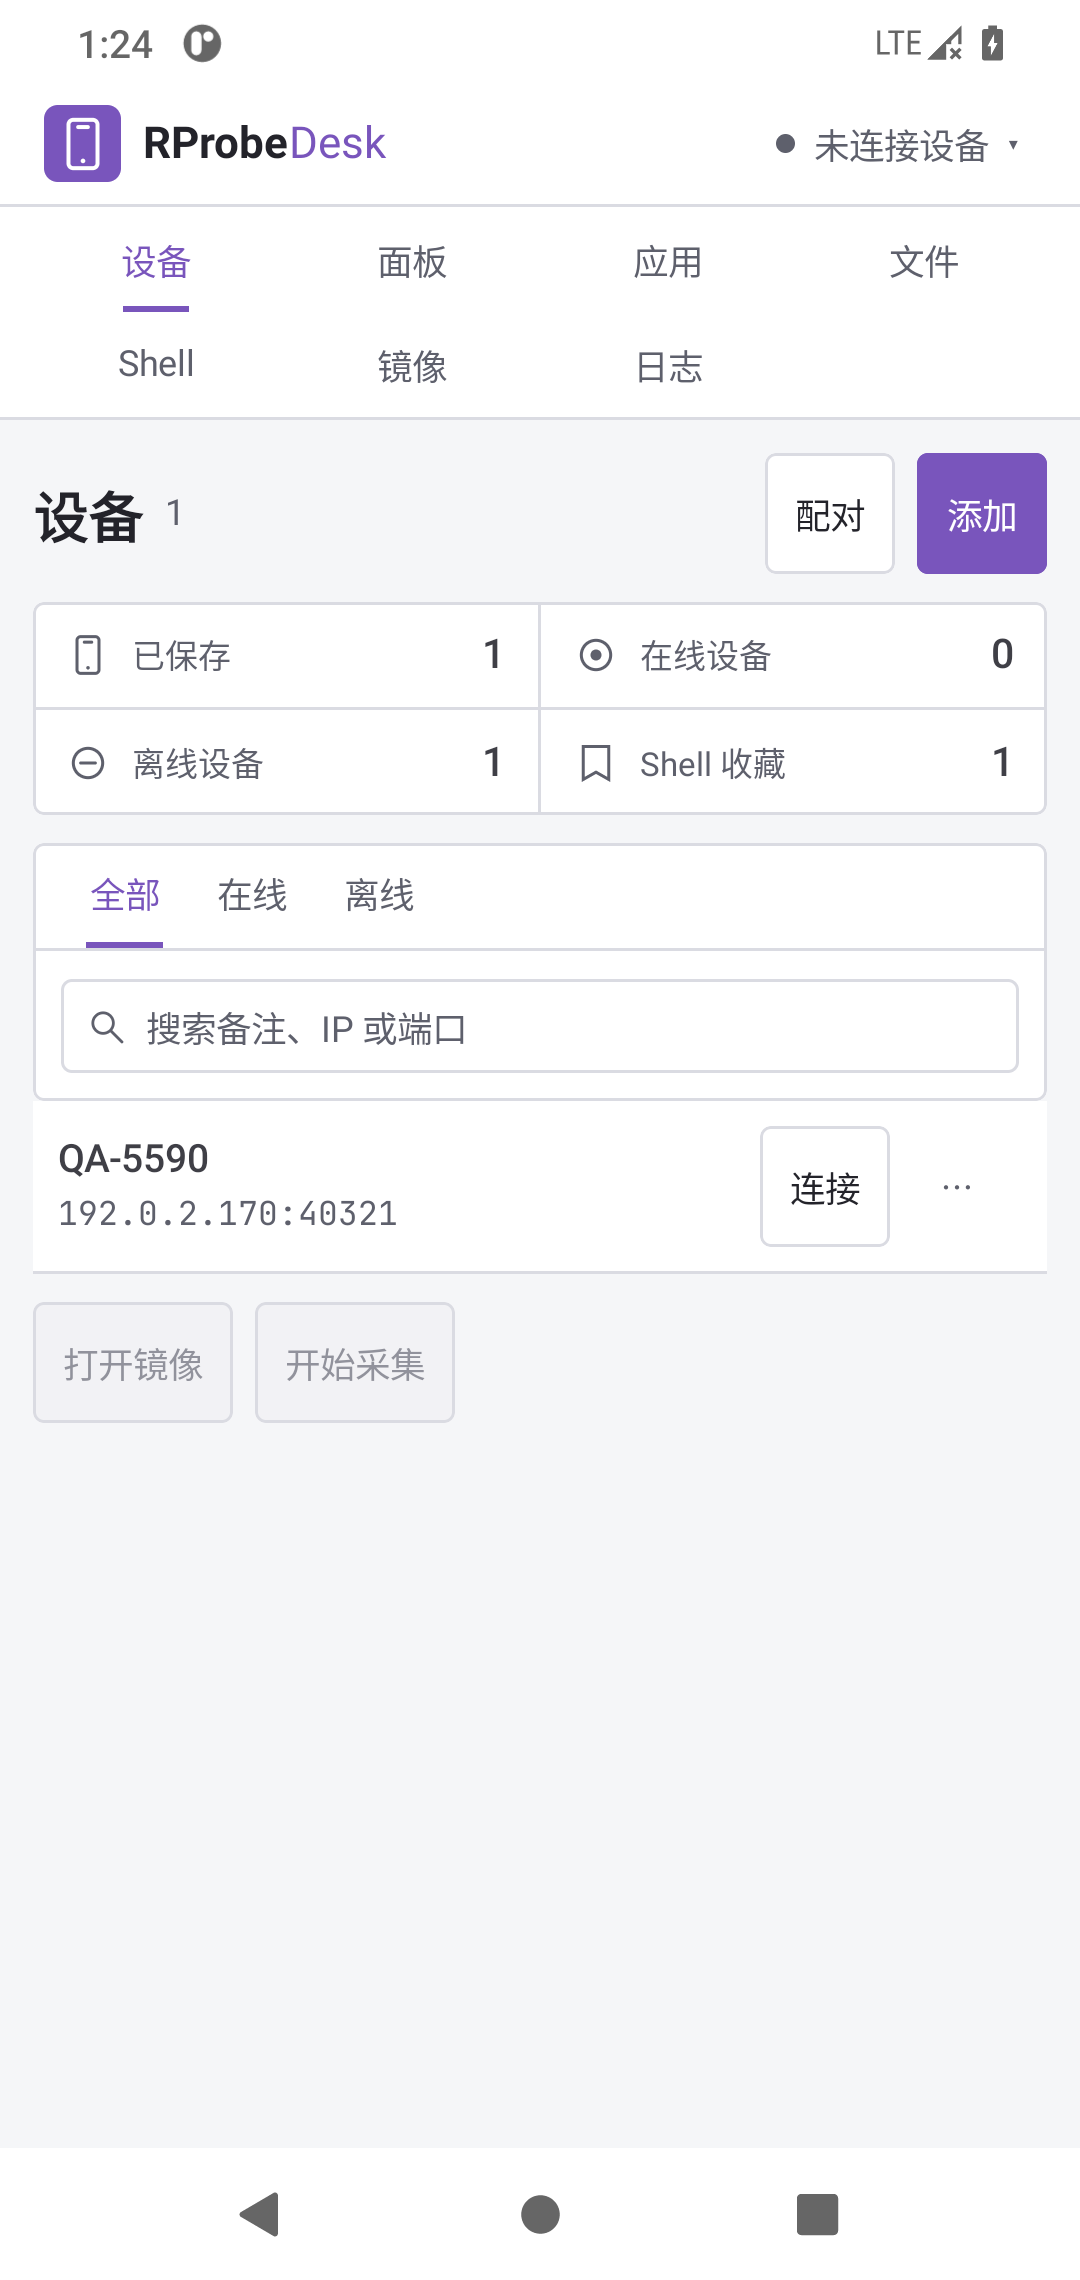 1:24
LTE
RProbeDesk
未连接设备
设备 面板 应用 文件
Shell 镜像 日志
设备 1
配对 添加
已保存 1
在线设备 0
离线设备 1
Shell 收藏 1
全部 在线 离线
搜索备注、IP 或端口
QA-5590
192.0.2.170:40321
连接
打开镜像 开始采集